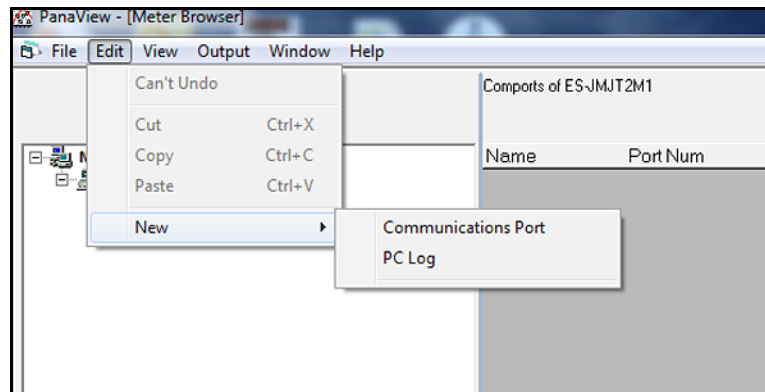 PanaView - [Meter Browser]
File Edit View Output Window Help
Can't Undo
Comports of ES-JMJT2M1
Cut Ctrl+X
Copy Ctrl+C
Name Port Num
Paste Ctrl+V
New
Communications Port
PC Log